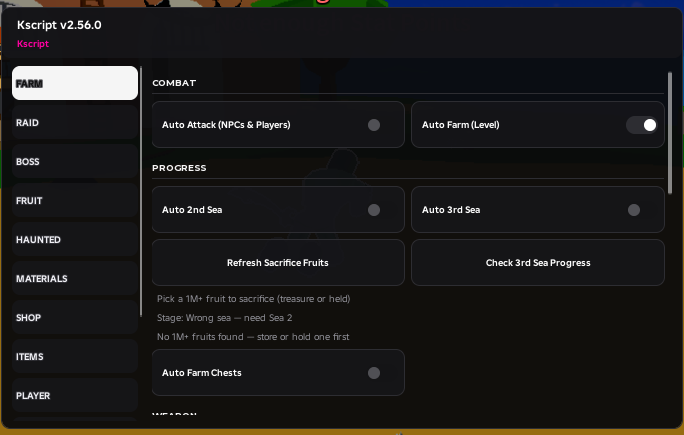 Kscript v2.56.0
Kscript
FARM
RAID
BOSS
FRUIT
HAUNTED
MATERIALS
SHOP
ITEMS
PLAYER
COMBAT
Auto Attack (NPCs & Players)
Auto Farm (Level)
PROGRESS
Auto 2nd Sea
Auto 3rd Sea
Refresh Sacrifice Fruits
Check 3rd Sea Progress
Pick a 1M+ fruit to sacrifice (treasure or held)
Stage: Wrong sea — need Sea 2
No 1M+ fruits found — store or hold one first
Auto Farm Chests
WEAPON